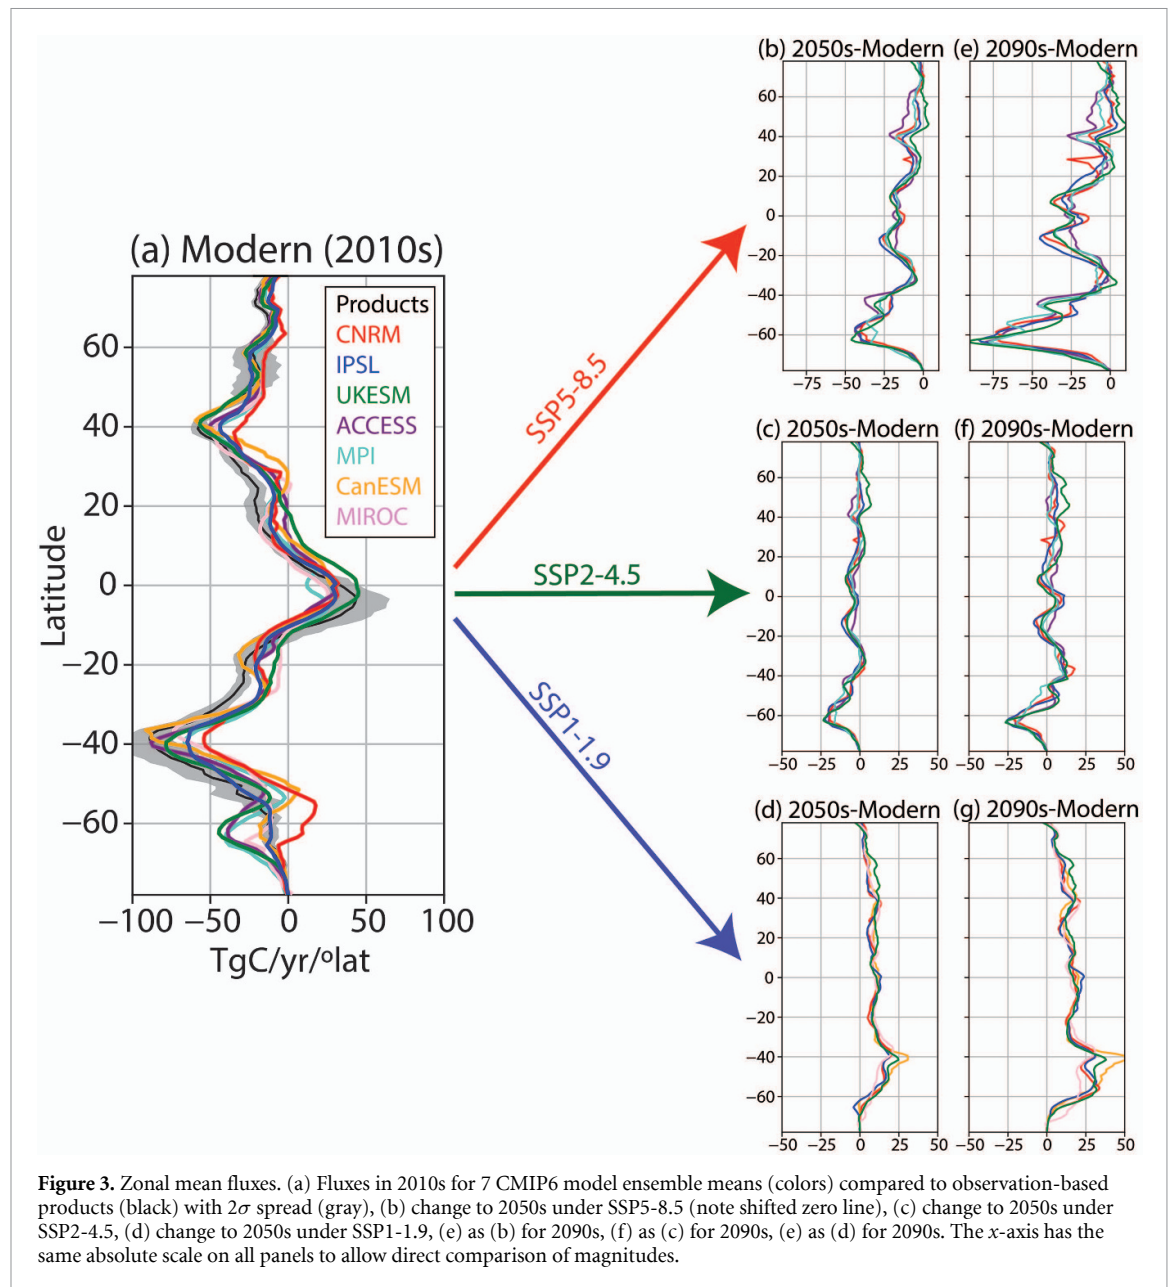 (b) 2050s-Modern
(e) 2090s-Modern
60
40
20
0
−20
−40
−60
−75 −50 −25 0
−75 −50 −25 0
(a) Modern (2010s)
Products
CNRM
IPSL
UKESM
ACCESS
MPI
CanESM
MIROC
60
40
20
0
−20
−40
−60
Latitude
−100 −50 0 50 100
TgC/yr/ºlat
SSP5-8.5
SSP2-4.5
SSP1-1.9
(c) 2050s-Modern
(f) 2090s-Modern
60
40
20
0
−20
−40
−60
−50 −25 0 25 50
−50 −25 0 25 50
(d) 2050s-Modern
(g) 2090s-Modern
60
40
20
0
−20
−40
−60
−50 −25 0 25 50
−50 −25 0 25 50
Figure 3. Zonal mean fluxes. (a) Fluxes in 2010s for 7 CMIP6 model ensemble means (colors) compared to observation-based
products (black) with 2σ spread (gray), (b) change to 2050s under SSP5-8.5 (note shifted zero line), (c) change to 2050s under
SSP2-4.5, (d) change to 2050s under SSP1-1.9, (e) as (b) for 2090s, (f) as (c) for 2090s, (e) as (d) for 2090s. The x-axis has the
same absolute scale on all panels to allow direct comparison of magnitudes.